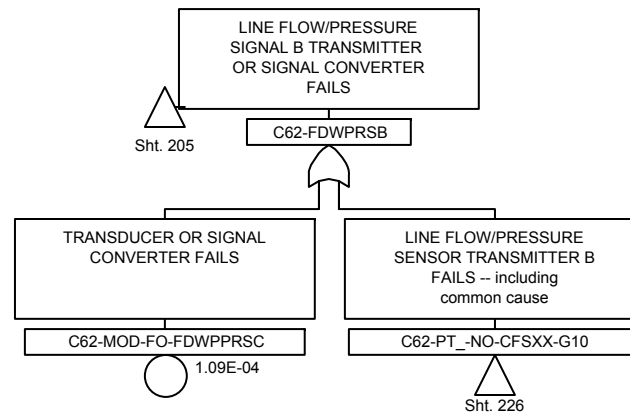 LINE FLOW/PRESSURE
SIGNAL B TRANSMITTER
OR SIGNAL CONVERTER
FAILS
Sht. 205
C62-FDWPRSB
TRANSDUCER OR SIGNAL
CONVERTER FAILS
C62-MOD-FO-FDWPPRSC
1.09E-04
LINE FLOW/PRESSURE
SENSOR TRANSMITTER B
FAILS -- including
common cause
C62-PT_-NO-CFSXX-G10
Sht. 226